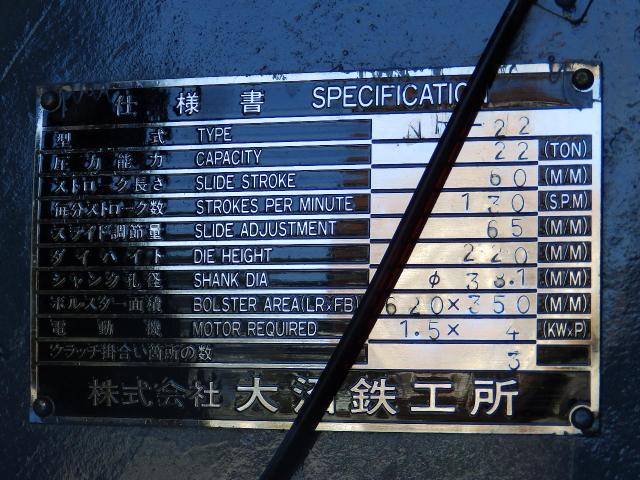 仕様書 SPECIFICATION
型式 TYPE 22
圧力能力 CAPACITY 22 (TON)
ストローク長さ SLIDE STROKE 60 (M/M)
毎分ストローク数 STROKES PER MINUTE 130 (S.P.M)
スライド調節量 SLIDE ADJUSTMENT 65 (M/M)
ダイハイト DIE HEIGHT 220 (M/M)
シャンク孔径 SHANK DIA φ 38.1 (M/M)
ボルスター面積 BOLSTER AREA(LR×FB) 620×350 (M/M)
電動機 MOTOR REQUIRED 1.5× 4 (KW×P)
クラッチ掛合い箇所の数 3
株式会社 大 鉄工所